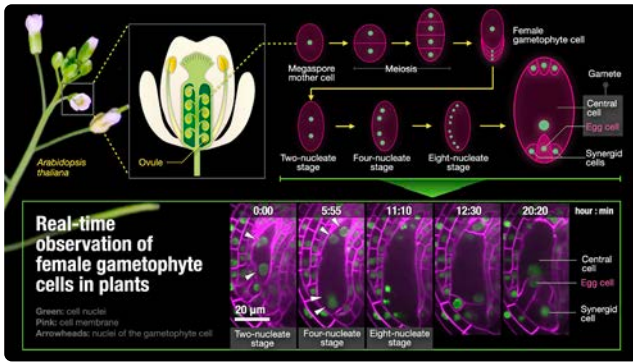 Arabidopsis
thaliana
Ovule
Megaspore
mother cell
Meiosis
Female
gametophyte cell
Gamete
Central
cell
Egg cell
Synergid
cells
Two-nucleate
stage
Four-nucleate
stage
Eight-nucleate
stage
Real-time
observation of
female gametophyte
cells in plants
Green: cell nuclei
Pink: cell membrane
Arrowheads: nuclei of the gametophyte cell
0:00 5:55 11:10 12:30 20:20 hour : min
20 μm
Two-nucleate
stage
Four-nucleate
stage
Eight-nucleate
stage
Central
cell
Egg cell
Synergid
cell